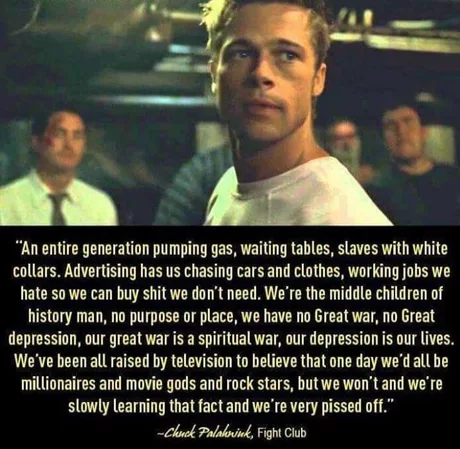 "An entire generation pumping gas, waiting tables, slaves with white
collars. Advertising has us chasing cars and clothes, working jobs we
hate so we can buy shit we don't need. We're the middle children of
history man, no purpose or place, we have no Great war, no Great
depression, our great war is a spiritual war, our depression is our lives.
We've been all raised by television to believe that one day we'd all be
millionaires and movie gods and rock stars, but we won't and we're
slowly learning that fact and we're very pissed off."
~Chuck Palahniuk, Fight Club